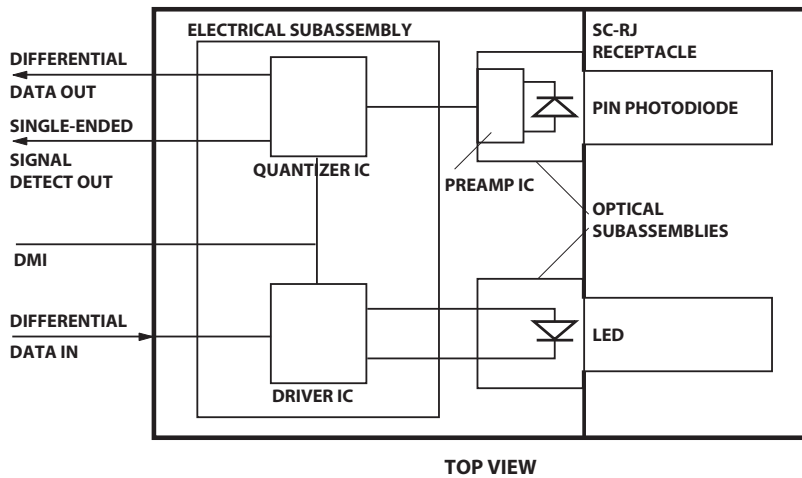 ELECTRICAL SUBASSEMBLY
SC-RJ
RECEPTACLE
DIFFERENTIAL
DATA OUT
PIN PHOTODIODE
SINGLE-ENDED
SIGNAL
DETECT OUT
QUANTIZER IC
PREAMP IC
OPTICAL
SUBASSEMBLIES
DMI
DIFFERENTIAL
DATA IN
LED
DRIVER IC
TOP VIEW